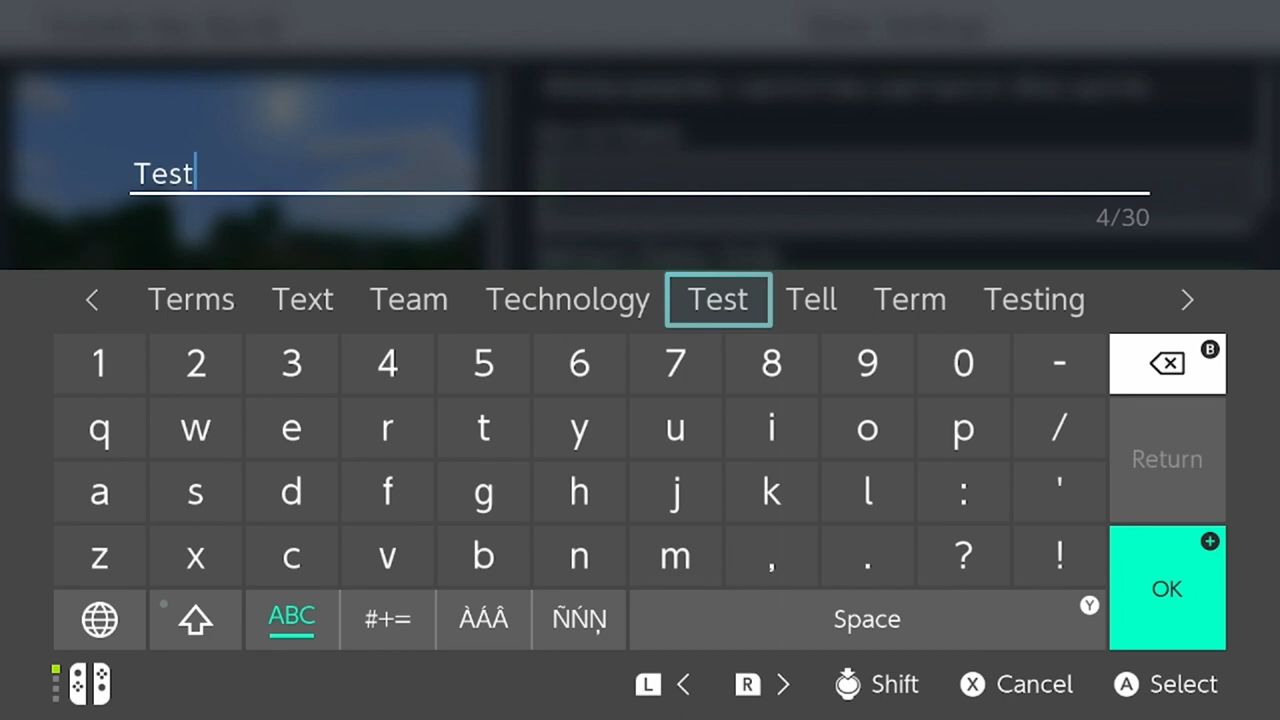 Test
4/30
Terms Text Team Technology Test Tell Term Testing
1 2 3 4 5 6 7 8 9 0 - B
q w e r t y u i o p /
Return
a s d f g h j k l : '
z x c v b n m , . ? !
OK
ABC #+= ÀÁÂ ÑŃŅ Space Y
L R Shift X Cancel A Select